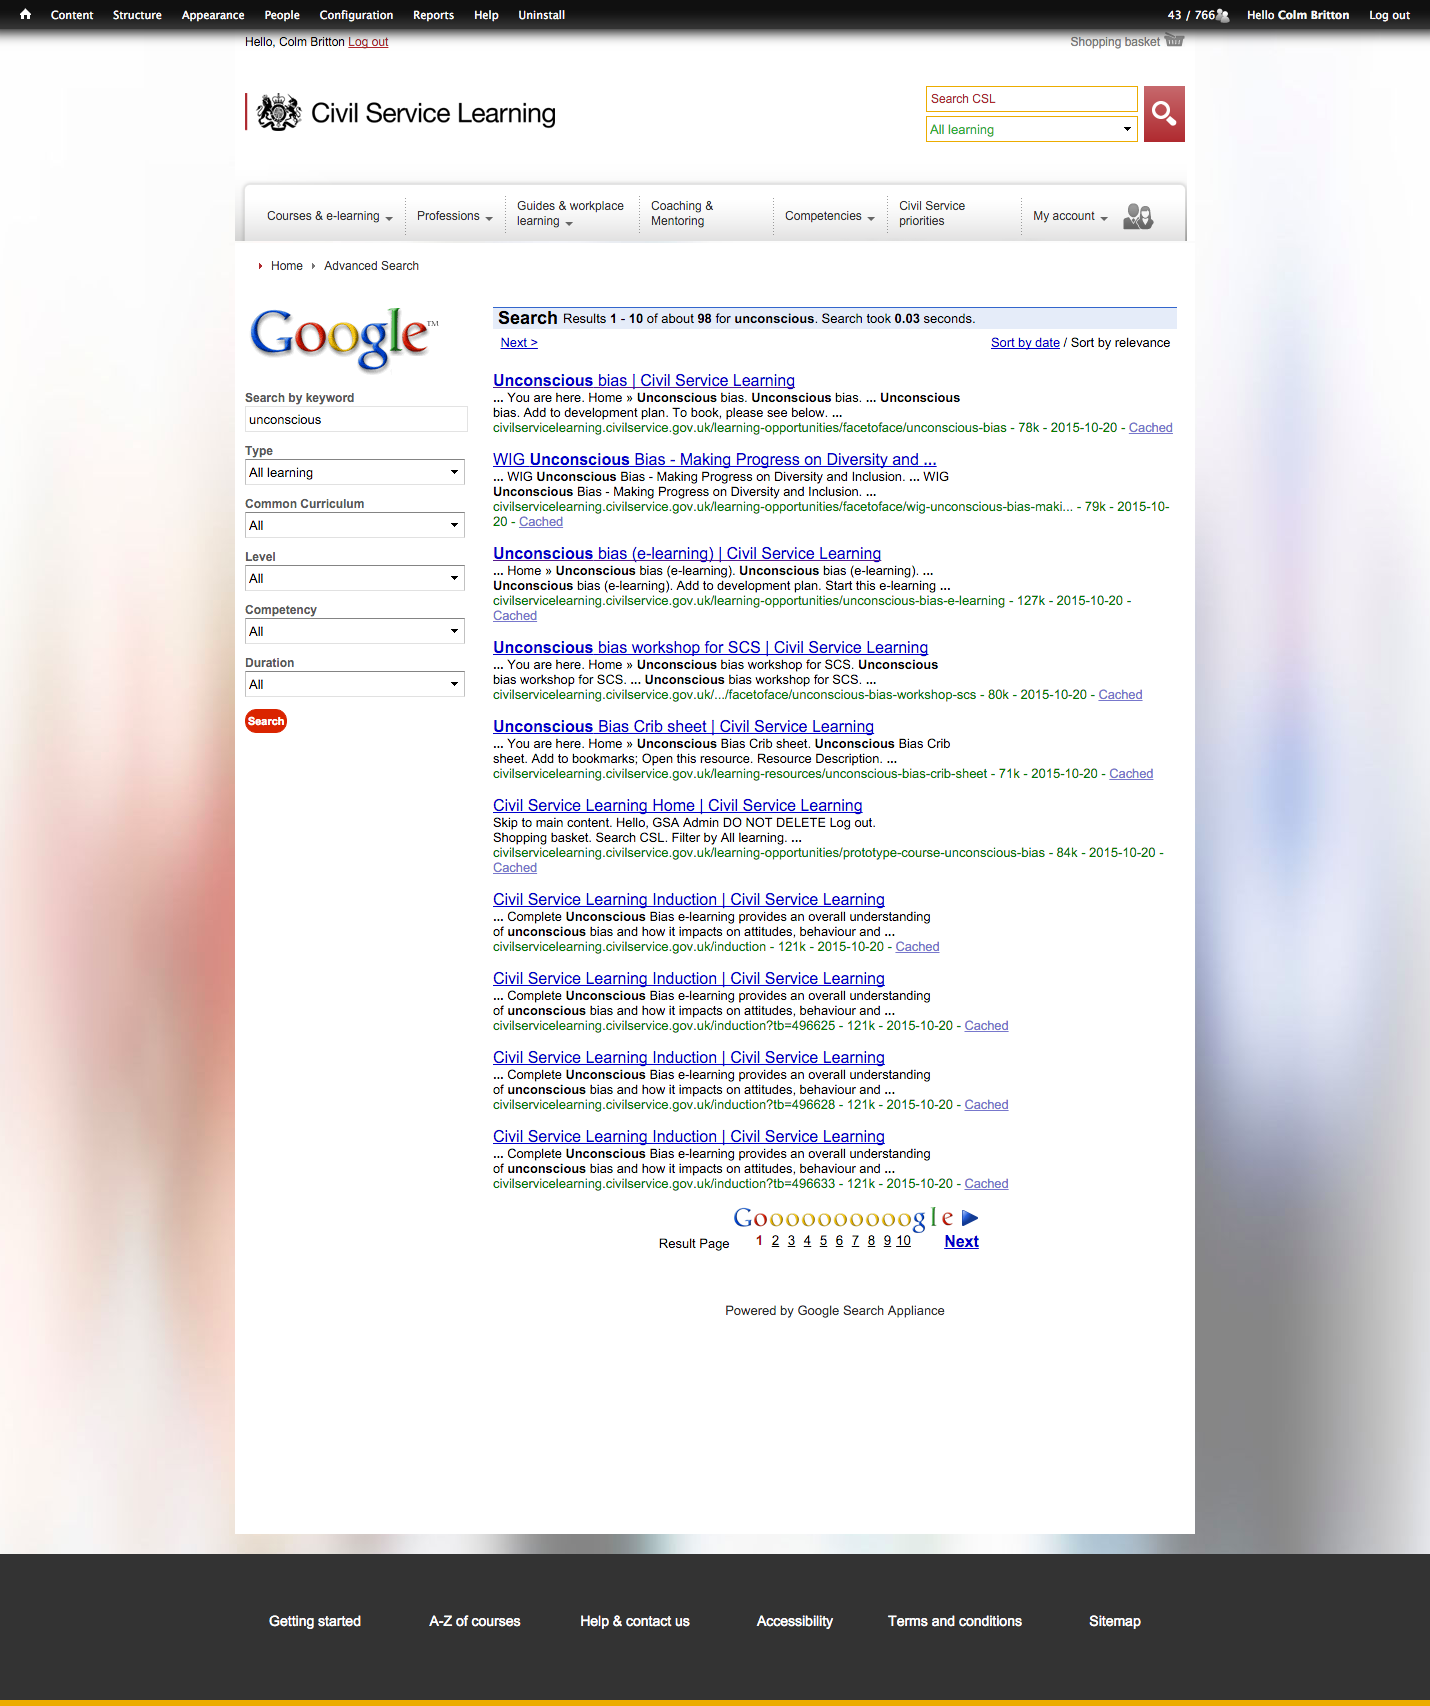 Content Structure Appearance People Configuration Reports Help Uninstall 43 / 766 Hello Colm Britton Log out
Hello, Colm Britton Log out Shopping basket
Civil Service Learning
Search CSL
All learning
Courses & e-learning Professions Guides & workplace learning Coaching & Mentoring Competencies Civil Service priorities My account
Home Advanced Search
Google™
Search by keyword
unconscious
Type
All learning
Common Curriculum
All
Level
All
Competency
All
Duration
All
Search
Search Results 1 - 10 of about 98 for unconscious. Search took 0.03 seconds.
Next > Sort by date / Sort by relevance
Unconscious bias | Civil Service Learning
... You are here. Home » Unconscious bias. Unconscious bias. ... Unconscious
bias. Add to development plan. To book, please see below. ...
civilservicelearning.civilservice.gov.uk/learning-opportunities/facetoface/unconscious-bias - 78k - 2015-10-20 - Cached
WIG Unconscious Bias - Making Progress on Diversity and ...
... WIG Unconscious Bias - Making Progress on Diversity and Inclusion. ... WIG
Unconscious Bias - Making Progress on Diversity and Inclusion. ...
civilservicelearning.civilservice.gov.uk/learning-opportunities/facetoface/wig-unconscious-bias-maki... - 79k - 2015-10-
20 - Cached
Unconscious bias (e-learning) | Civil Service Learning
... Home » Unconscious bias (e-learning). Unconscious bias (e-learning). ...
Unconscious bias (e-learning). Add to development plan. Start this e-learning ...
civilservicelearning.civilservice.gov.uk/learning-opportunities/unconscious-bias-e-learning - 127k - 2015-10-20 -
Cached
Unconscious bias workshop for SCS | Civil Service Learning
... You are here. Home » Unconscious bias workshop for SCS. Unconscious
bias workshop for SCS. ... Unconscious bias workshop for SCS. ...
civilservicelearning.civilservice.gov.uk/.../facetoface/unconscious-bias-workshop-scs - 80k - 2015-10-20 - Cached
Unconscious Bias Crib sheet | Civil Service Learning
... You are here. Home » Unconscious Bias Crib sheet. Unconscious Bias Crib
sheet. Add to bookmarks; Open this resource. Resource Description. ...
civilservicelearning.civilservice.gov.uk/learning-resources/unconscious-bias-crib-sheet - 71k - 2015-10-20 - Cached
Civil Service Learning Home | Civil Service Learning
Skip to main content. Hello, GSA Admin DO NOT DELETE Log out.
Shopping basket. Search CSL. Filter by All learning. ...
civilservicelearning.civilservice.gov.uk/learning-opportunities/prototype-course-unconscious-bias - 84k - 2015-10-20 -
Cached
Civil Service Learning Induction | Civil Service Learning
... Complete Unconscious Bias e-learning provides an overall understanding
of unconscious bias and how it impacts on attitudes, behaviour and ...
civilservicelearning.civilservice.gov.uk/induction - 121k - 2015-10-20 - Cached
Civil Service Learning Induction | Civil Service Learning
... Complete Unconscious Bias e-learning provides an overall understanding
of unconscious bias and how it impacts on attitudes, behaviour and ...
civilservicelearning.civilservice.gov.uk/induction?tb=496625 - 121k - 2015-10-20 - Cached
Civil Service Learning Induction | Civil Service Learning
... Complete Unconscious Bias e-learning provides an overall understanding
of unconscious bias and how it impacts on attitudes, behaviour and ...
civilservicelearning.civilservice.gov.uk/induction?tb=496628 - 121k - 2015-10-20 - Cached
Civil Service Learning Induction | Civil Service Learning
... Complete Unconscious Bias e-learning provides an overall understanding
of unconscious bias and how it impacts on attitudes, behaviour and ...
civilservicelearning.civilservice.gov.uk/induction?tb=496633 - 121k - 2015-10-20 - Cached
Goooooooooogle
Result Page 1 2 3 4 5 6 7 8 9 10 Next
Powered by Google Search Appliance
Getting started A-Z of courses Help & contact us Accessibility Terms and conditions Sitemap